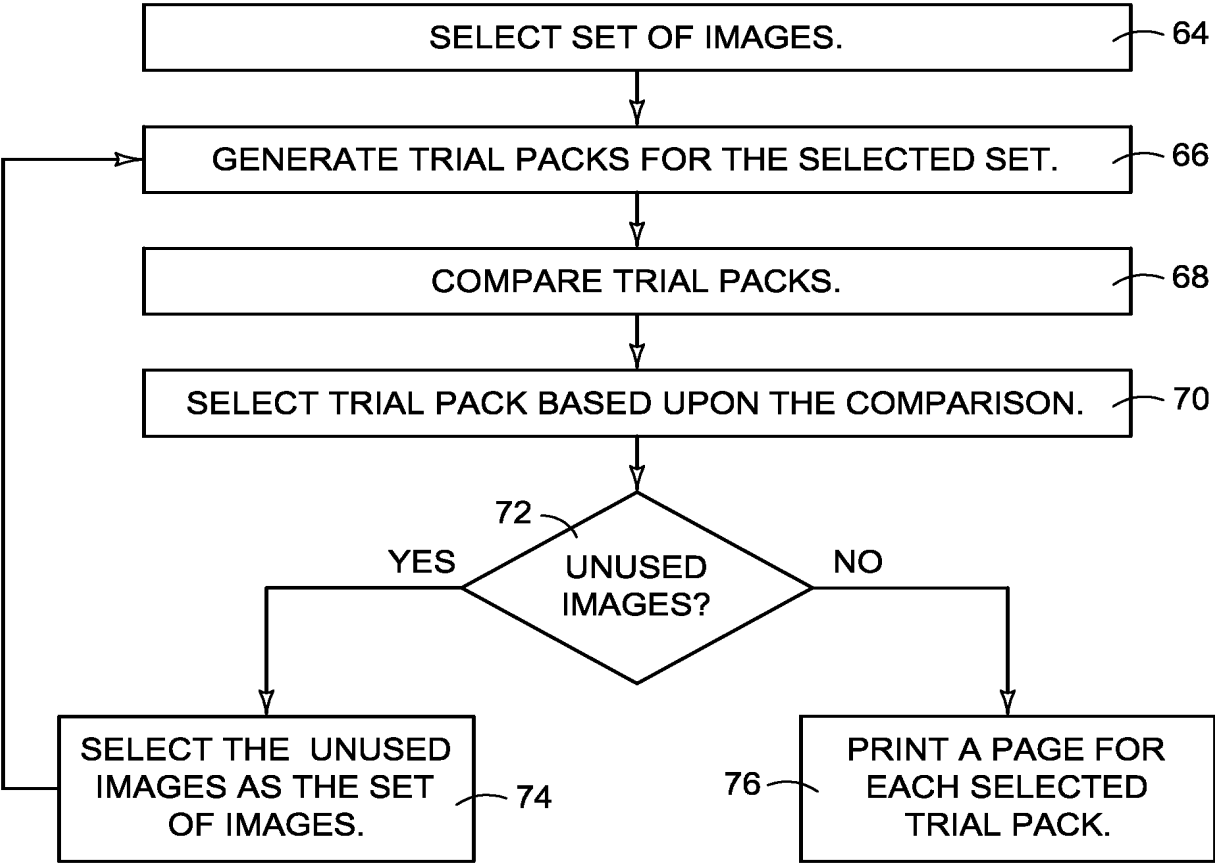 SELECT SET OF IMAGES.
64
GENERATE TRIAL PACKS FOR THE SELECTED SET.
66
COMPARE TRIAL PACKS.
68
SELECT TRIAL PACK BASED UPON THE COMPARISON.
70
72
YES
UNUSED
IMAGES?
NO
SELECT THE UNUSED
IMAGES AS THE SET
OF IMAGES.
74
76
PRINT A PAGE FOR
EACH SELECTED
TRIAL PACK.